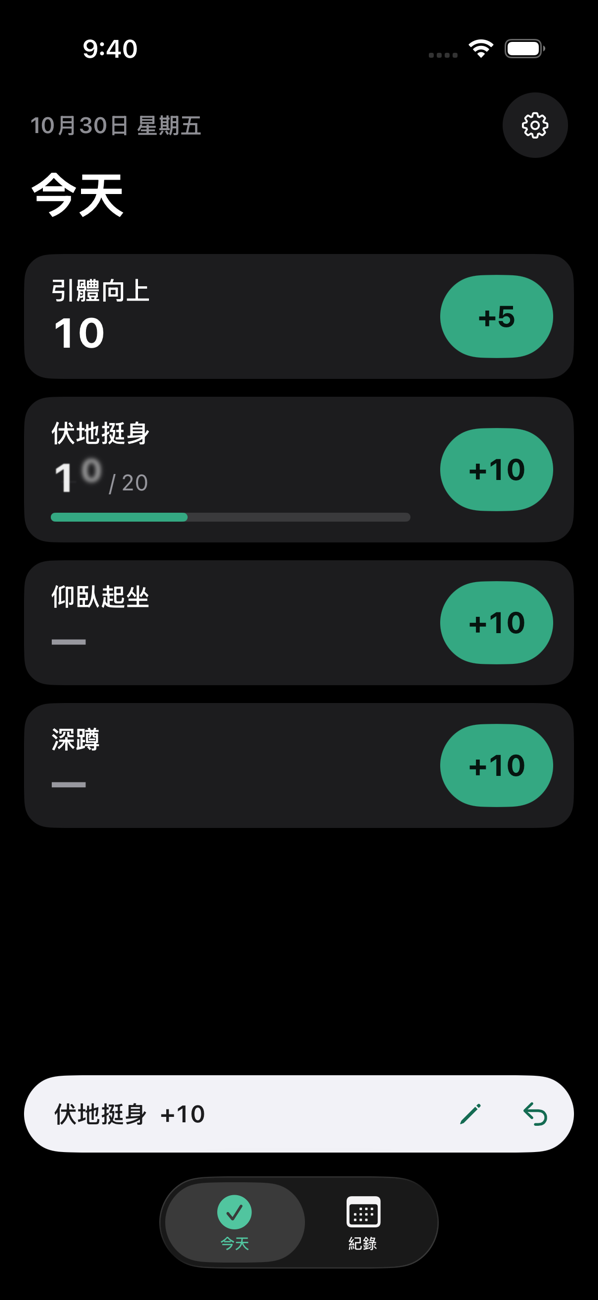 9:40
10月30日 星期五
今天
引體向上
10
+5
伏地挺身
10 / 20
+10
仰臥起坐
—
+10
深蹲
—
+10
伏地挺身 +10
今天
紀錄